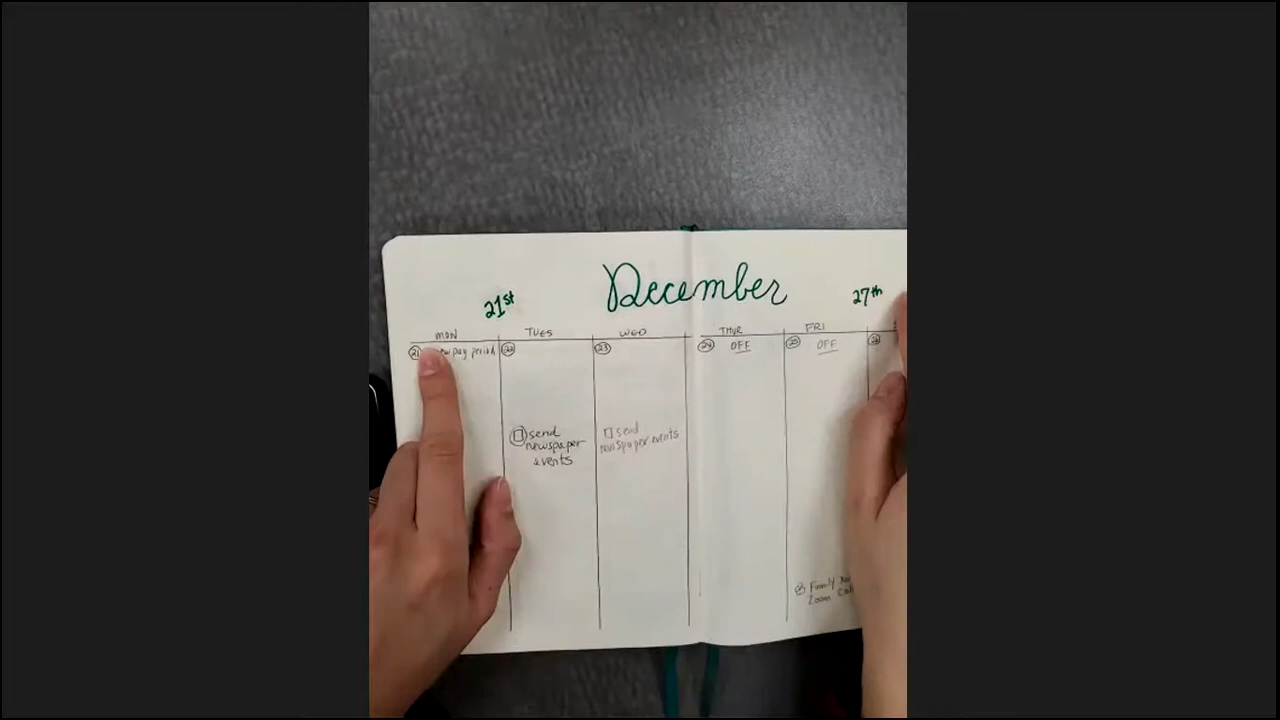 December
21st
27th
MON
TUES
WED
THUR
FRI
21
pay period
22
23
24
OFF
25
OFF
26
send
newspaper
events
send
newspaper events
Family
Zoom